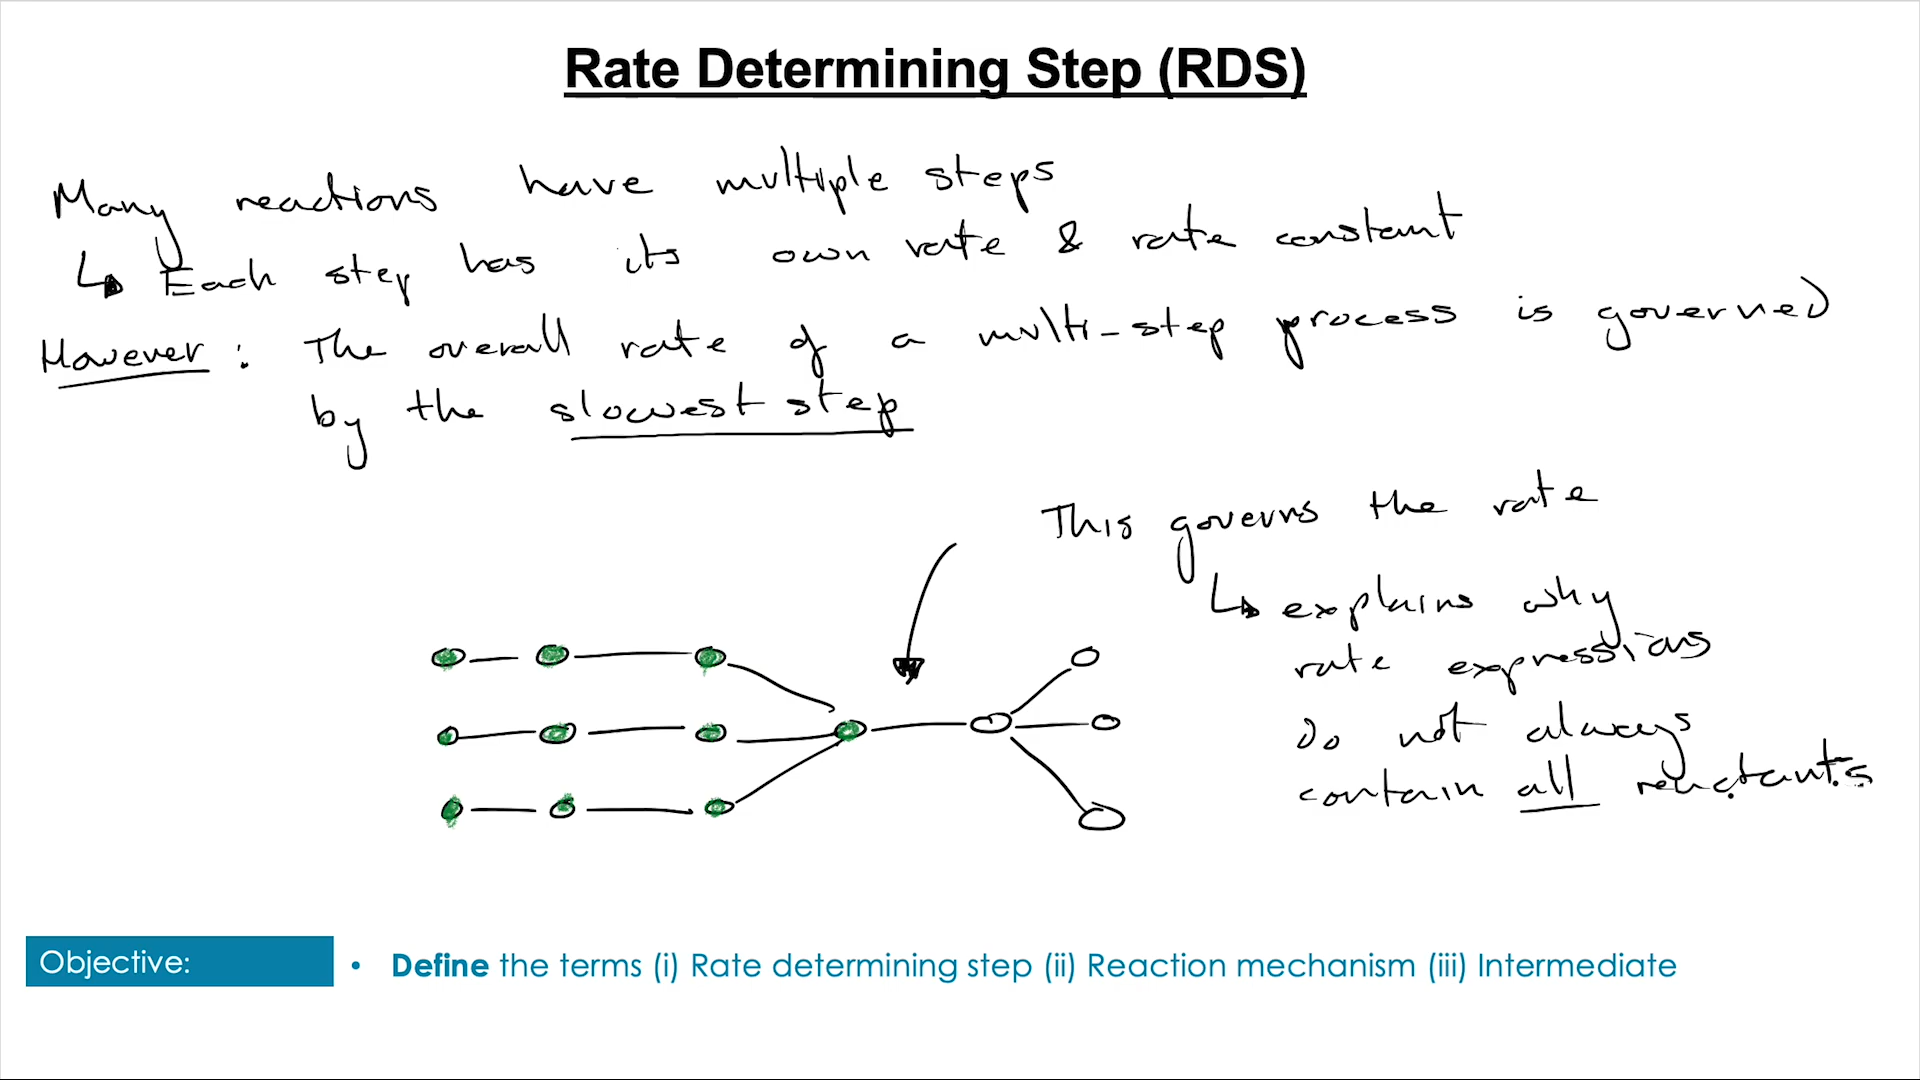 Rate Determining Step (RDS)
Many reactions have multiple steps
↳ Each step has its own rate & rate constant
However: The overall rate of a multi-step process is governed
by the slowest step
This governs the rate
↳ explains why
rate expressions
do not always
contain all reactants
Objective:
• Define the terms (i) Rate determining step (ii) Reaction mechanism (iii) Intermediate